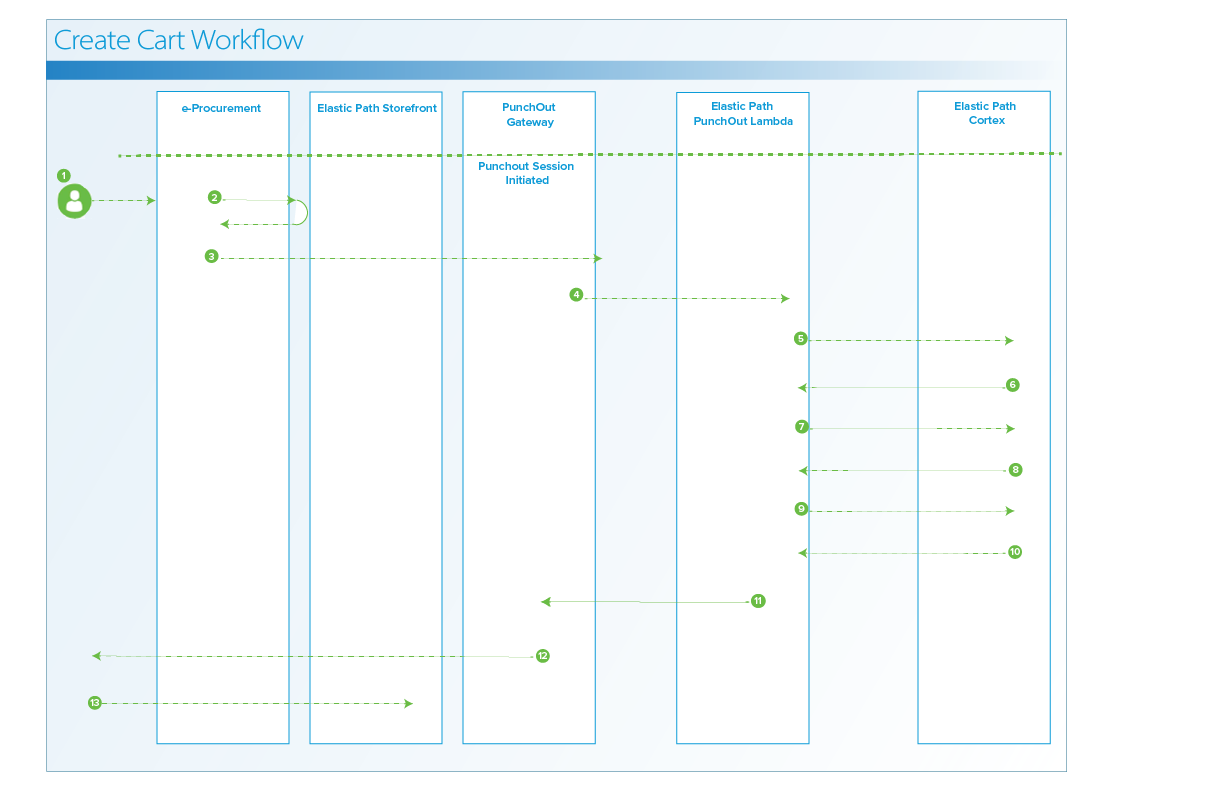 Create Cart Workflow
e-Procurement
Elastic Path Storefront
PunchOut
Gateway
Elastic Path
PunchOut Lambda
Elastic Path
Cortex
Punchout Session
Initiated
1
2
3
4
5
6
7
8
9
10
11
12
13